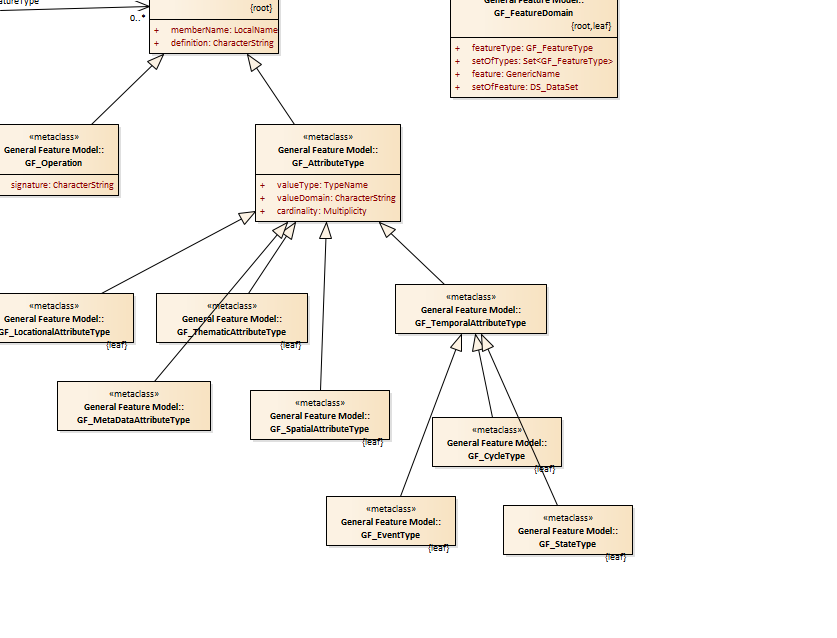 atureType
0..*
{root}
+ memberName: LocalName
+ definition: CharacterString
General Feature Model::
GF_FeatureDomain
{root,leaf}
+ featureType: GF_FeatureType
+ setOfTypes: Set<GF_FeatureType>
+ feature: GenericName
+ setOfFeature: DS_DataSet
«metaclass»
General Feature Model::
GF_Operation
signature: CharacterString
«metaclass»
General Feature Model::
GF_AttributeType
+ valueType: TypeName
+ valueDomain: CharacterString
+ cardinality: Multiplicity
«metaclass»
General Feature Model::
GF_LocationalAttributeType
{leaf}
«metaclass»
General Feature Model::
GF_ThematicAttributeType
{leaf}
«metaclass»
General Feature Model::
GF_TemporalAttributeType
«metaclass»
General Feature Model::
GF_MetaDataAttributeType
«metaclass»
General Feature Model::
GF_SpatialAttributeType
{leaf}
«metaclass»
General Feature Model::
GF_CycleType
{leaf}
«metaclass»
General Feature Model::
GF_EventType
{leaf}
«metaclass»
General Feature Model::
GF_StateType
{leaf}